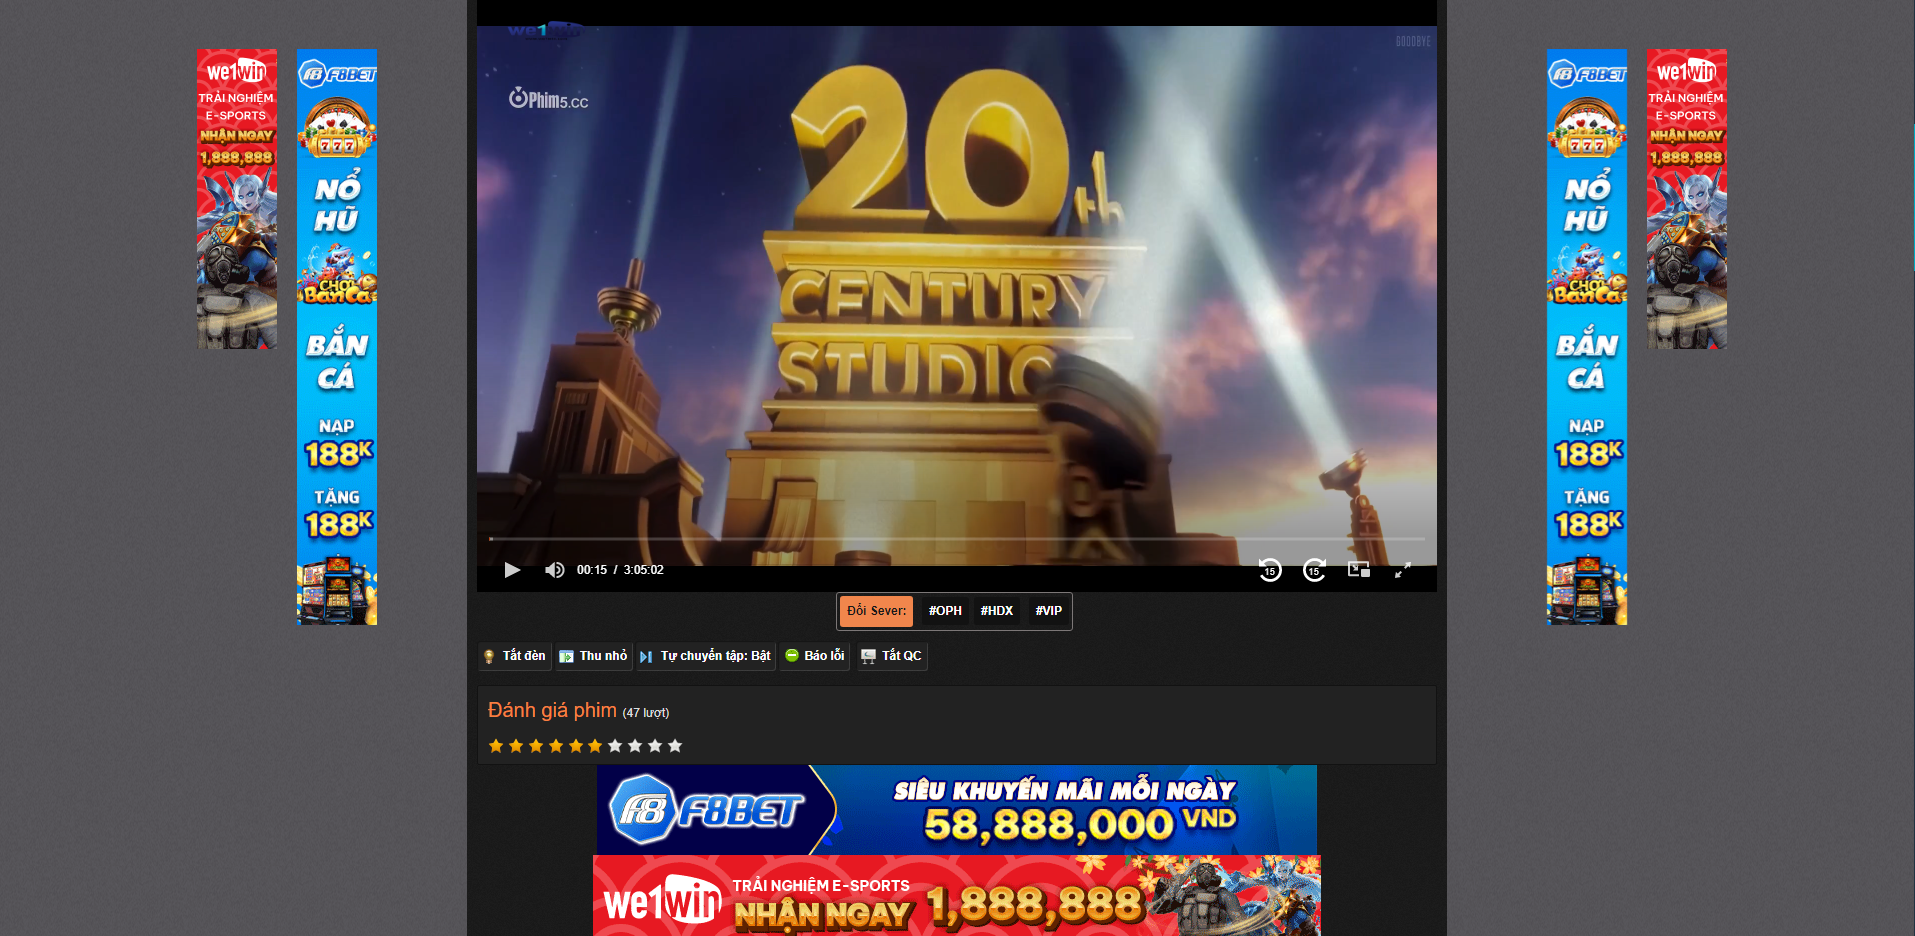 we1win
GOODBYE
Phim5.cc
20th
CENTURY
STUDIO
00:15 / 3:05:02
15
15
Đổi Sever:
#OPH
#HDX
#VIP
Tắt đèn
Thu nhỏ
Tự chuyển tập: Bật
Báo lỗi
Tắt QC
Đánh giá phim (47 lượt)
F8BET
SIÊU KHUYẾN MÃI MỖI NGÀY
58,888,000 VND
we1win
TRẢI NGHIỆM E-SPORTS
NHẬN NGAY 1,888,888
we1win
TRẢI NGHIỆM
E-SPORTS
NHẬN NGAY
1,888,888
F8BET
777
NỔ
HŨ
CHƠI
BắnCá
BẮN
CÁ
NẠP
188K
TẶNG
188K
F8BET
777
NỔ
HŨ
CHƠI
BắnCá
BẮN
CÁ
NẠP
188K
TẶNG
188K
we1win
TRẢI NGHIỆM
E-SPORTS
NHẬN NGAY
1,888,888